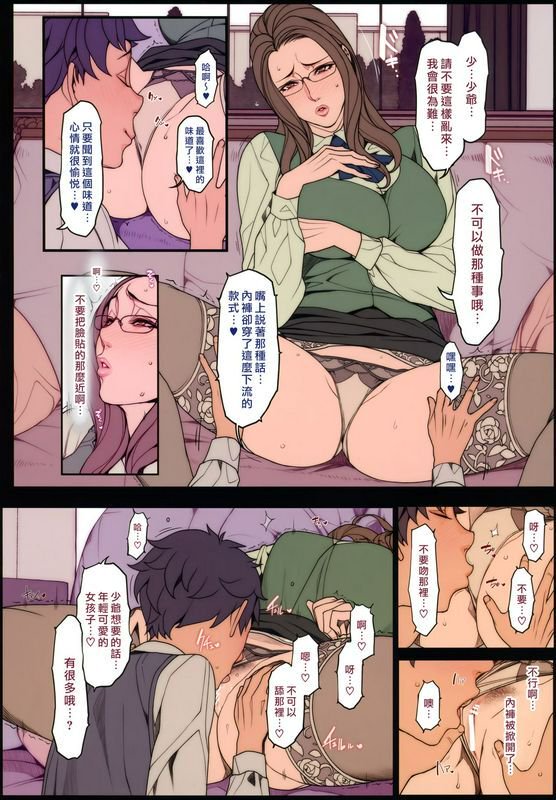 少…少爺…
請不要這樣亂來…
我會很為難…
不可以做那種事哦…
哈啊～♥
最喜歡這裡的
味道了…♥
只要聞到這個味道…
心情就很愉悅…♥
嘴上説著那種話…
內褲卻穿了這麼下流的
款式…♥
嘿嘿…♥
啊…♡
不要把臉貼的那麼近啊…
呀…♡
不要…♡
不要吻那裡…♡
啊…♡
呀…♡
嗯…♡
不可以
舔那裡…♡
哈…♡
少爺想要的話…
年輕可愛的
女孩子…♡
有很多哦…?
不行啊…
內褲被掀開了…
噢…♡